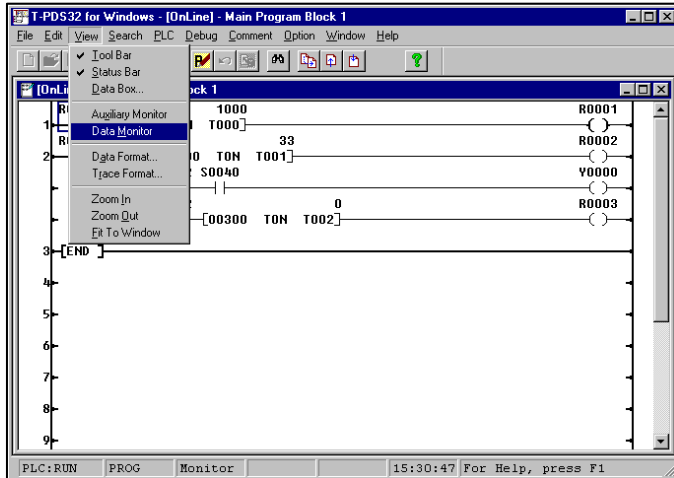 T-PDS32 for Windows - [OnLine] - Main Program Block 1
File Edit View Search PLC Debug Comment Option Window Help
Tool Bar
Status Bar
Data Box...
Auxiliary Monitor
Data Monitor
Data Format...
Trace Format...
Zoom In
Zoom Out
Fit To Window
[OnLi ck 1
1000 R0001
1 T000]
33 R0002
2 TON T001]
S0040 Y0000
0 R0003
[00300 TON T002]
3 [END ]
4
5
6
7
8
9
PLC:RUN PROG Monitor 15:30:47 For Help, press F1